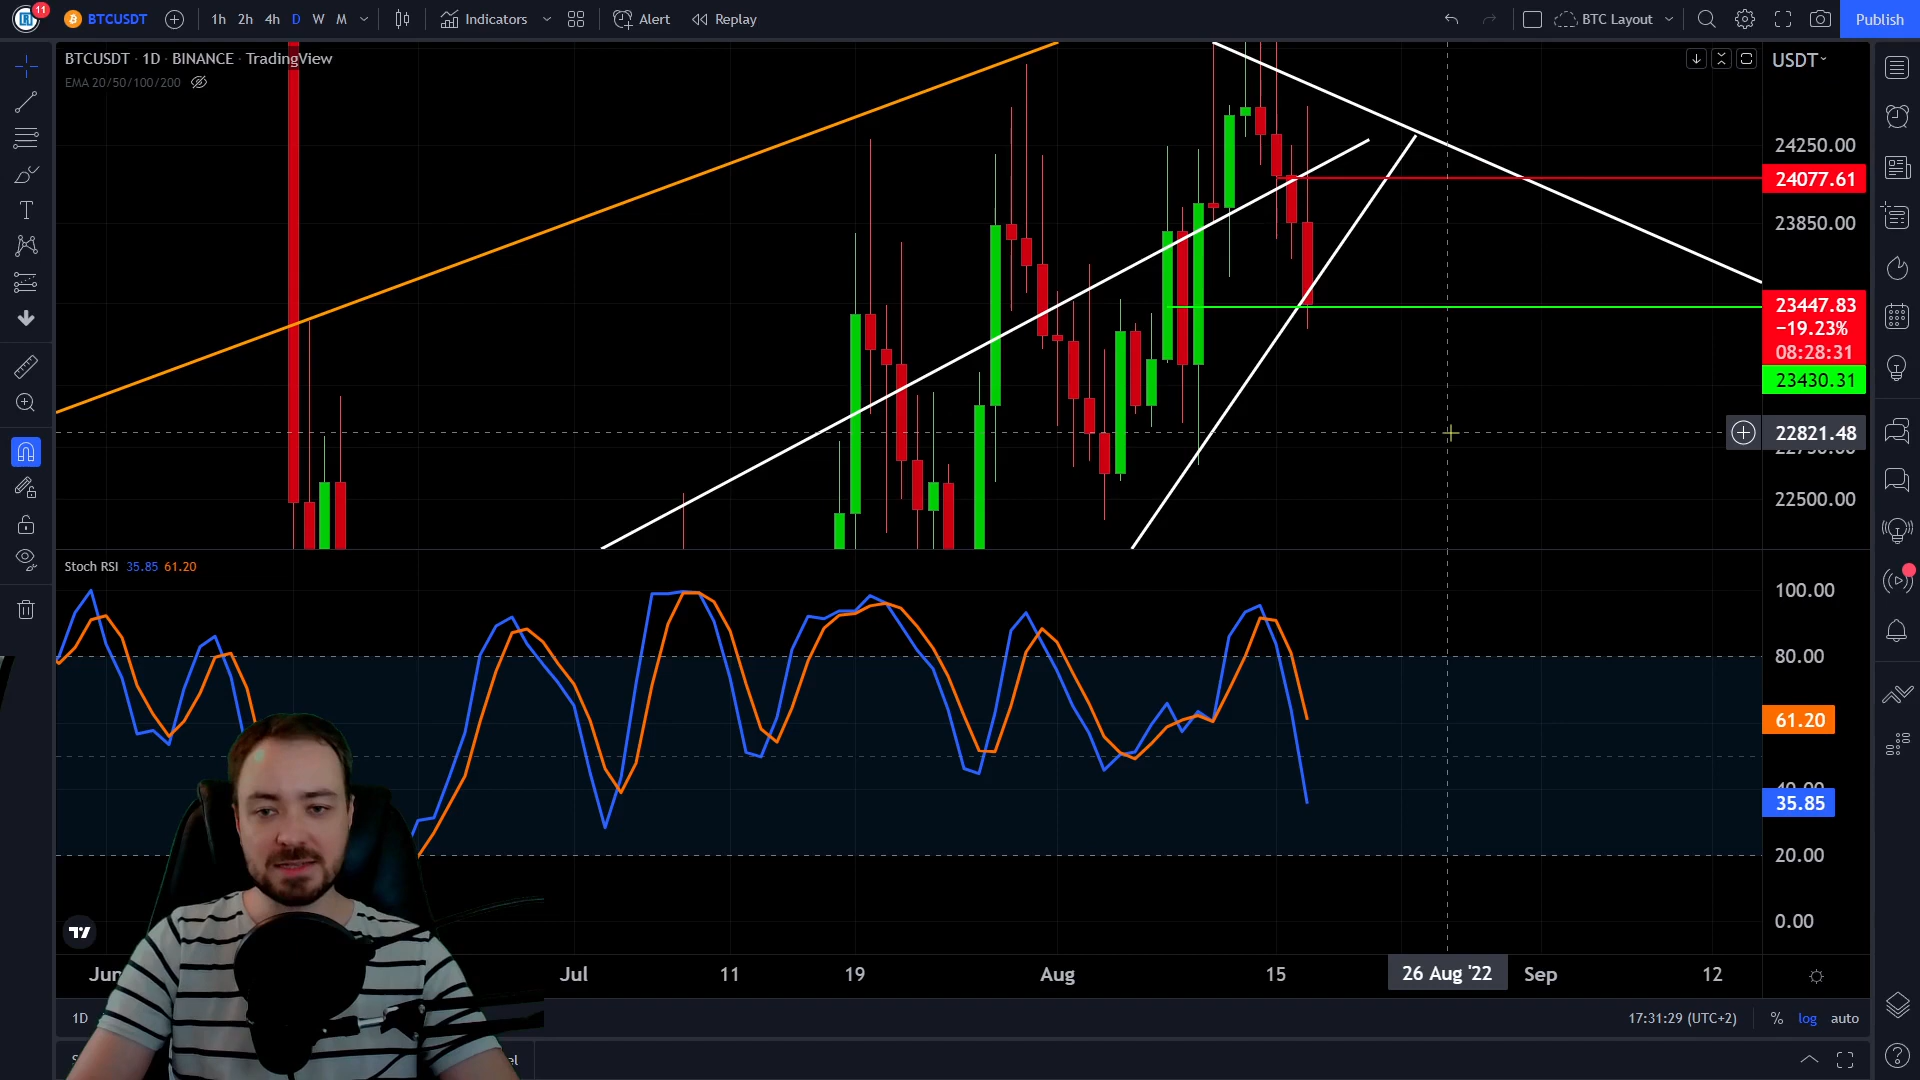 11
BTCUSDT
1h 2h 4h D W M
Indicators
Alert
Replay
BTC Layout
Publish
BTCUSDT · 1D · BINANCE · TradingView
EMA 20/50/100/200
USDT
24250.00
24077.61
23850.00
23447.83
−19.23%
08:28:31
23430.31
22821.48
22500.00
Stoch RSI 35.85 61.20
100.00
80.00
61.20
35.85
20.00
0.00
Jul 11 19 Aug 15 26 Aug '22 Sep 12
1D
17:31:29 (UTC+2)
% log auto